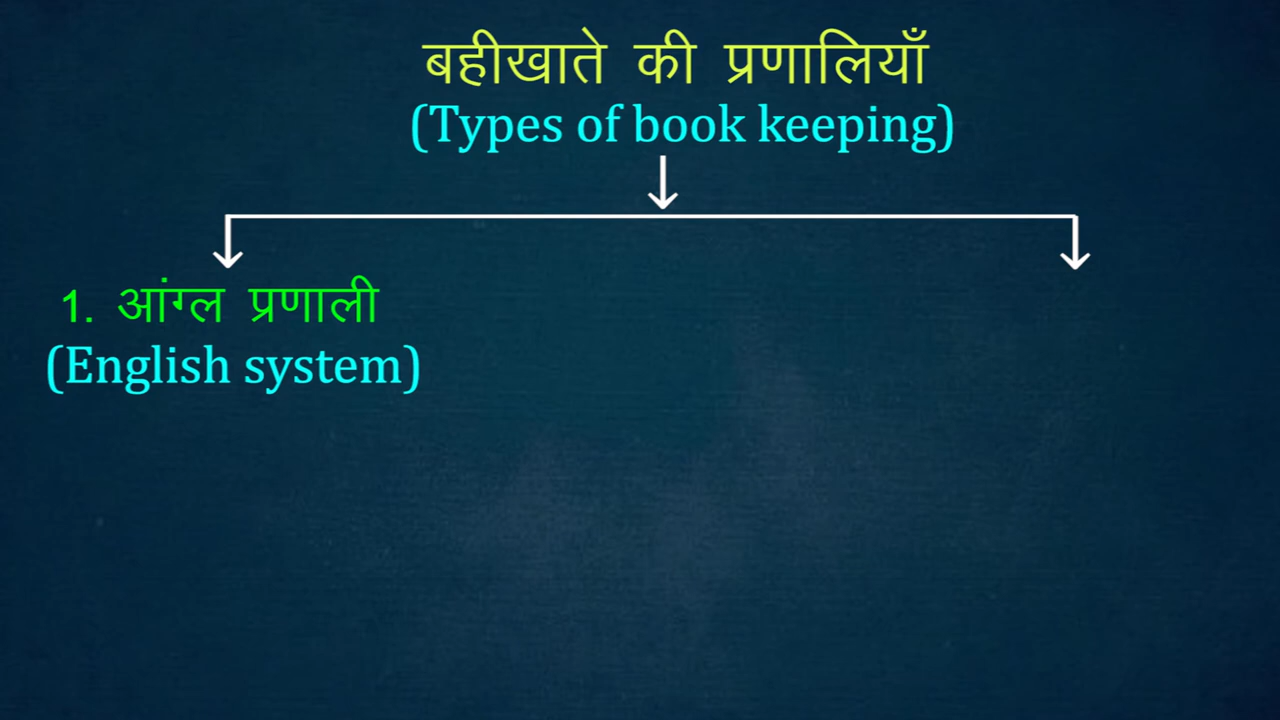 बहीखाते की प्रणालियाँ
(Types of book keeping)
1. आंग्ल प्रणाली
(English system)